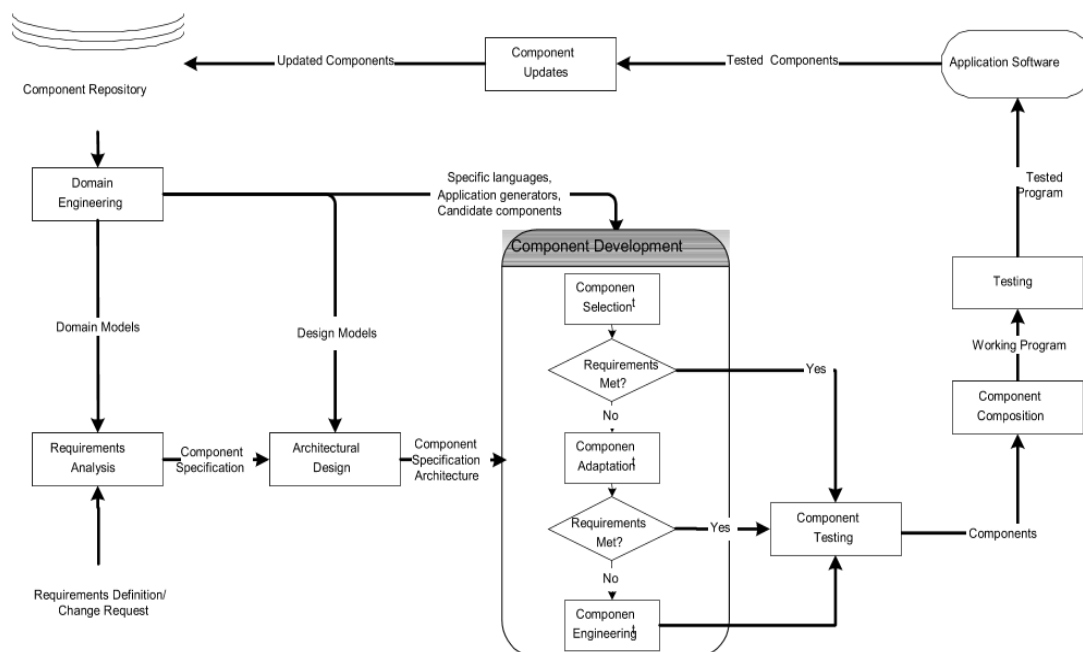 Component
Updates
Updated Components
Tested Components
Application Software
Component Repository
Domain
Engineering
Specific languages,
Application generators,
Candidate components
Tested
Program
Component Development
Componen
t
Selection
Testing
Domain Models
Design Models
Working Program
Requirements
Met?
Yes
Component
Composition
No
Requirements
Analysis
Component
Specification
Architectural
Design
Component
Specification
Architecture
Componen
t
Adaptation
Requirements
Met?
Yes
Component
Testing
Components
No
Requirements Definition/
Change Request
Componen
t
Engineering